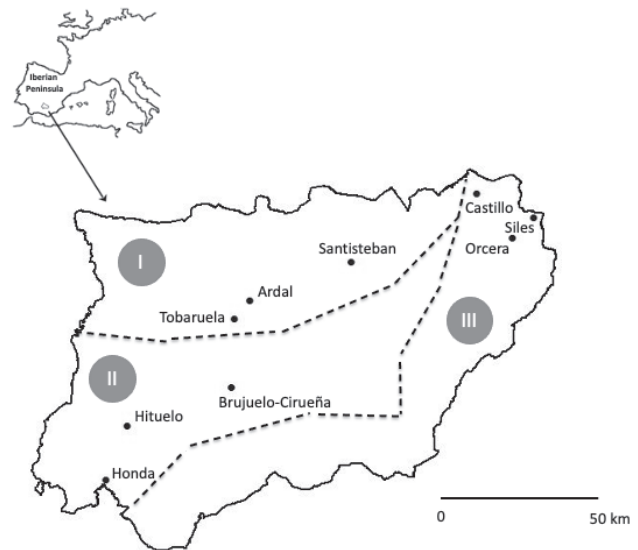 Iberian
Peninsula
Castillo
Siles
Santisteban
Orcera
I
Ardal
Tobaruela
III
II
Brujuelo-Cirueña
Hituelo
Honda
0
50 km